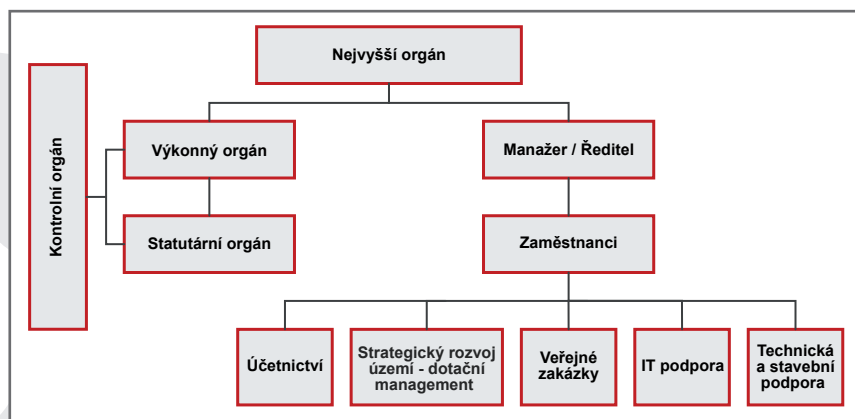 Nejvyšší orgán
Kontrolní orgán
Výkonný orgán
Manažer / Ředitel
Statutární orgán
Zaměstnanci
Účetnictví
Strategický rozvoj
území - dotační
management
Veřejné
zakázky
IT podpora
Technická
a stavební
podpora